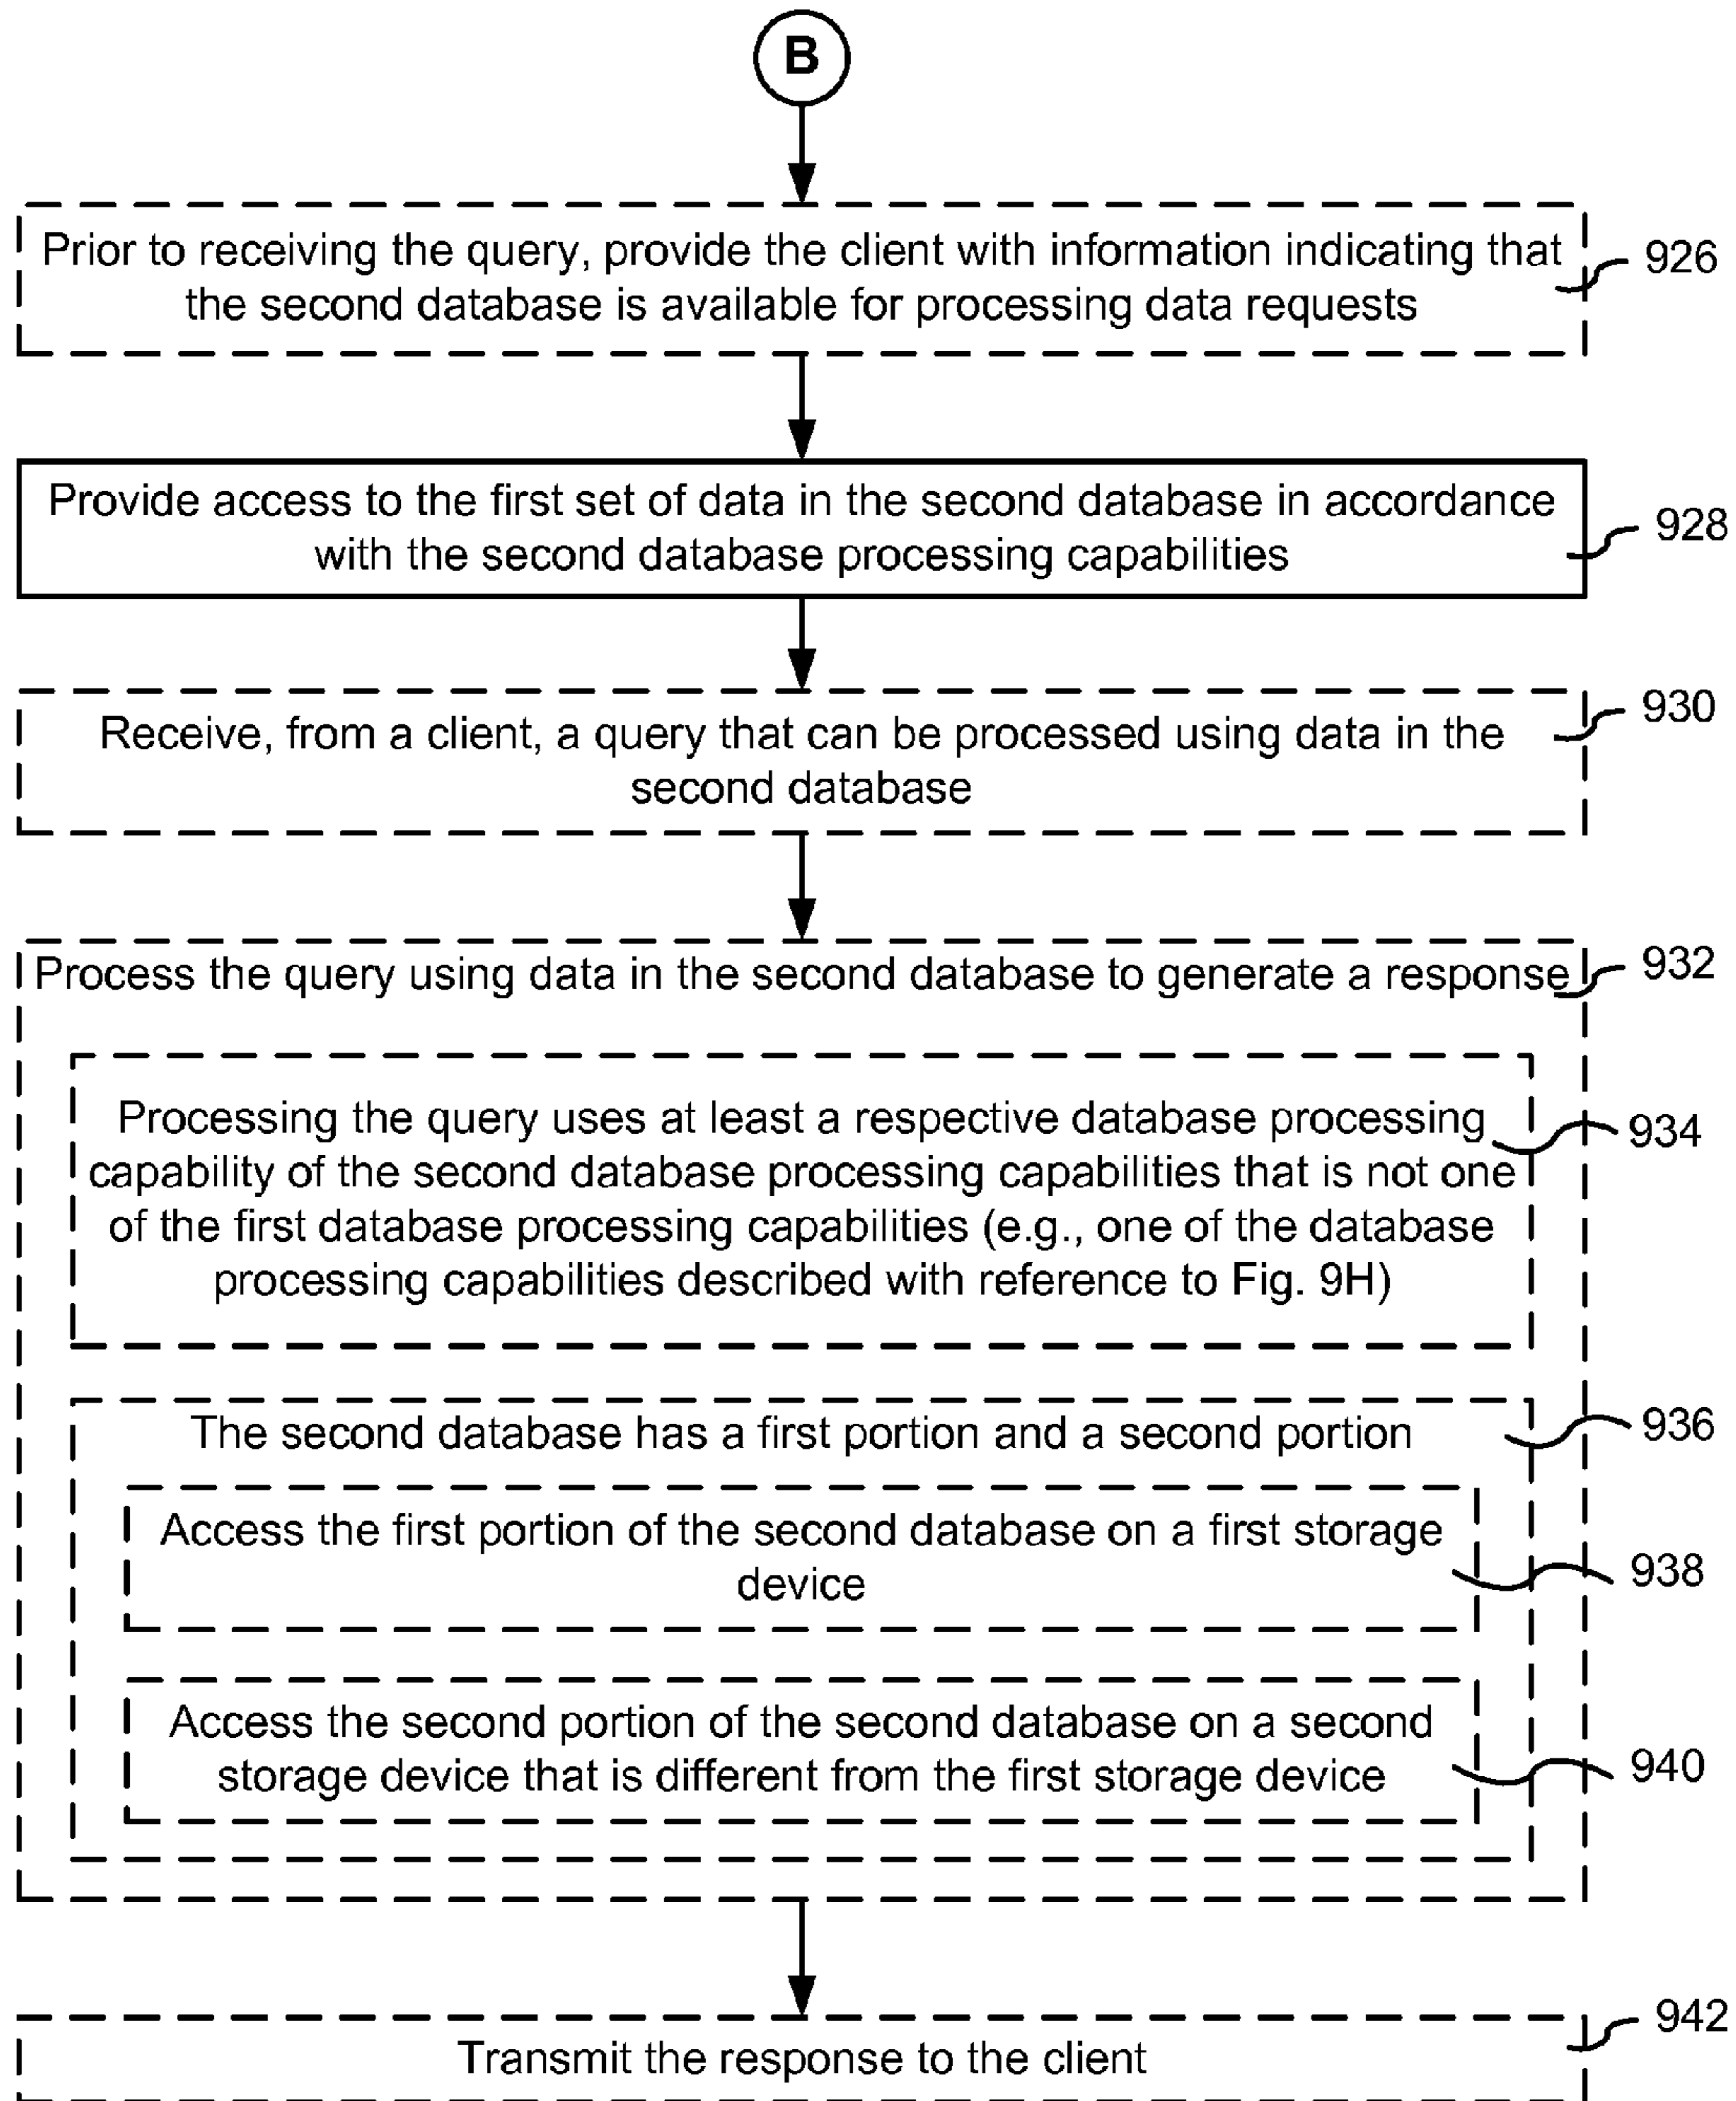 B
Prior to receiving the query, provide the client with information indicating that
the second database is available for processing data requests
926
Provide access to the first set of data in the second database in accordance
with the second database processing capabilities
928
Receive, from a client, a query that can be processed using data in the
second database
930
Process the query using data in the second database to generate a response
932
Processing the query uses at least a respective database processing
capability of the second database processing capabilities that is not one
of the first database processing capabilities (e.g., one of the database
processing capabilities described with reference to Fig. 9H)
934
The second database has a first portion and a second portion
936
Access the first portion of the second database on a first storage
device
938
Access the second portion of the second database on a second
storage device that is different from the first storage device
940
Transmit the response to the client
942